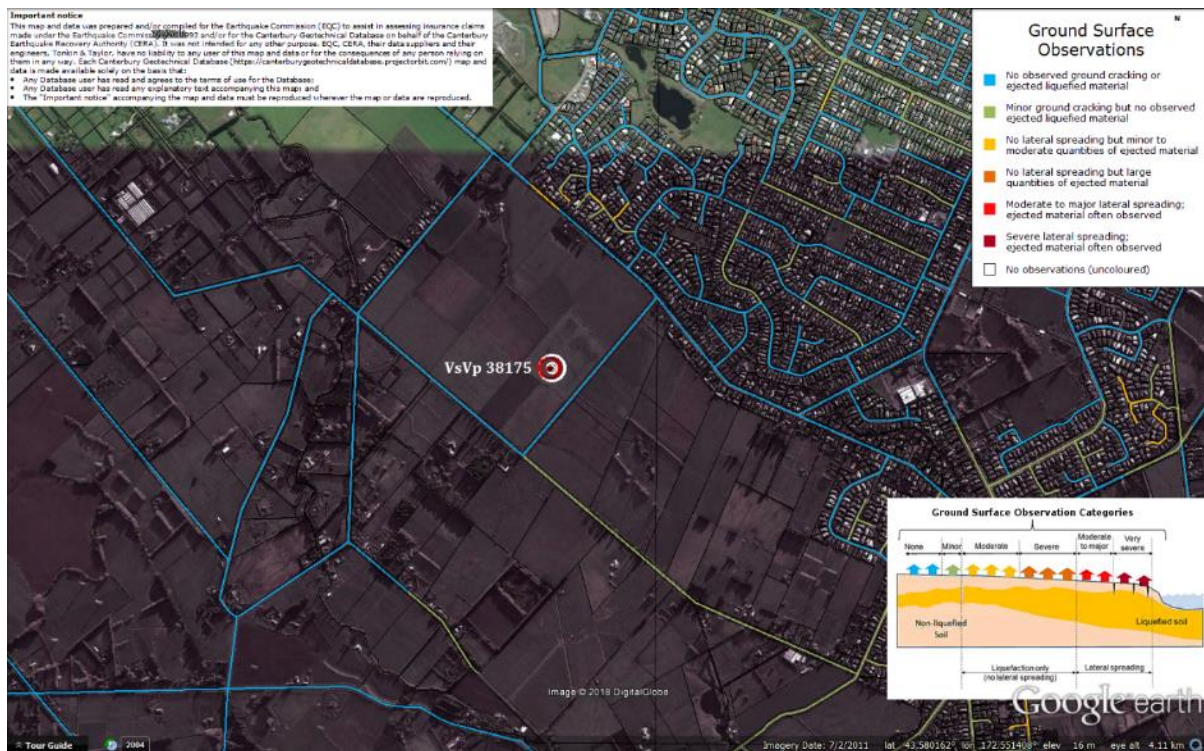 Important notice
This map and data was prepared and/or compiled for the Earthquake Commission (EQC) to assist in assessing insurance claims
made under the Earthquake Commission
and/or for the Canterbury Geotechnical Database on behalf of the Canterbury
Earthquake Recovery Authority (CERA). It was not intended for any other purpose. EQC, CERA, their data suppliers and their
engineers, Tonkin & Taylor, have no liability to any user of this map and data or for the consequences of any person relying on
them in any way. Each Canterbury Geotechnical Database (https://canterburygeotechnicaldatabase.projectorbit.com/) map and
data is made available solely on the basis that:
• Any Database user has read and agrees to the terms of use for the Database;
• Any Database user has read any explanatory text accompanying this map; and
• The "Important notice" accompanying the map and data must be reproduced wherever the map or data are reproduced.
N
Ground Surface
Observations
No observed ground cracking or
ejected liquefied material
Minor ground cracking but no observed
ejected liquefied material
No lateral spreading but minor to
moderate quantities of ejected material
No lateral spreading but large
quantities of ejected material
Moderate to major lateral spreading;
ejected material often observed
Severe lateral spreading;
ejected material often observed
No observations (uncoloured)
VsVp 38175
Ground Surface Observation Categories
None
Minor
Moderate
Severe
Moderate
to major
Very
severe
Non-liquefied
Soil
Liquefied soil
Liquefaction only
(no lateral spreading)
Lateral spreading
Image © 2018 DigitalGlobe
Google earth
Tour Guide
2004
Imagery Date: 7/2/2011 lat -43.580162° lon 172.551408° elev 16 m eye alt 4.11 km